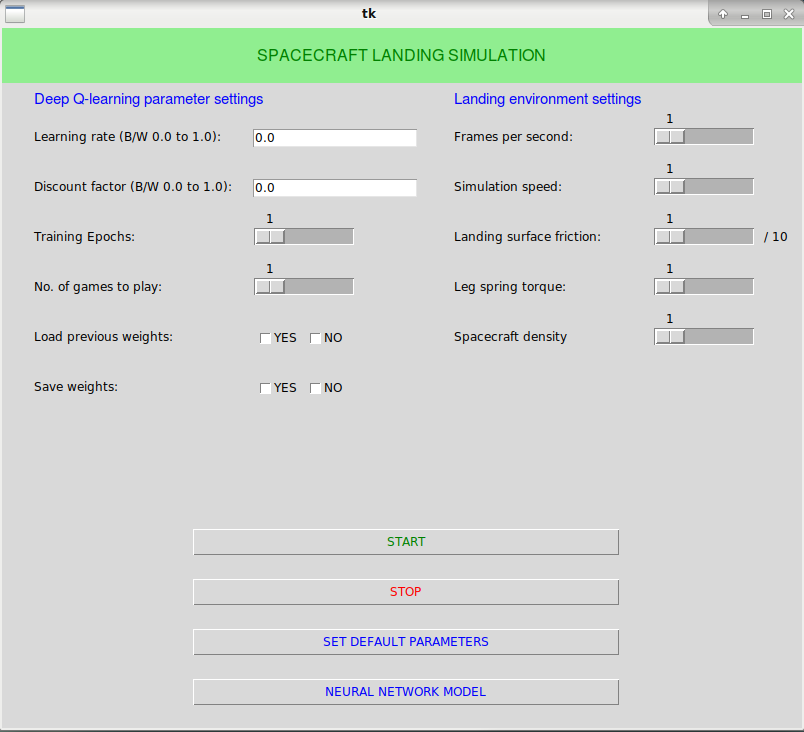 tk
SPACECRAFT LANDING SIMULATION
Deep Q-learning parameter settings
Learning rate (B/W 0.0 to 1.0): 0.0
Discount factor (B/W 0.0 to 1.0): 0.0
1
Training Epochs:
1
No. of games to play:
Load previous weights: YES NO
Save weights: YES NO
Landing environment settings
1
Frames per second:
1
Simulation speed:
1
Landing surface friction: / 10
1
Leg spring torque:
1
Spacecraft density
START
STOP
SET DEFAULT PARAMETERS
NEURAL NETWORK MODEL